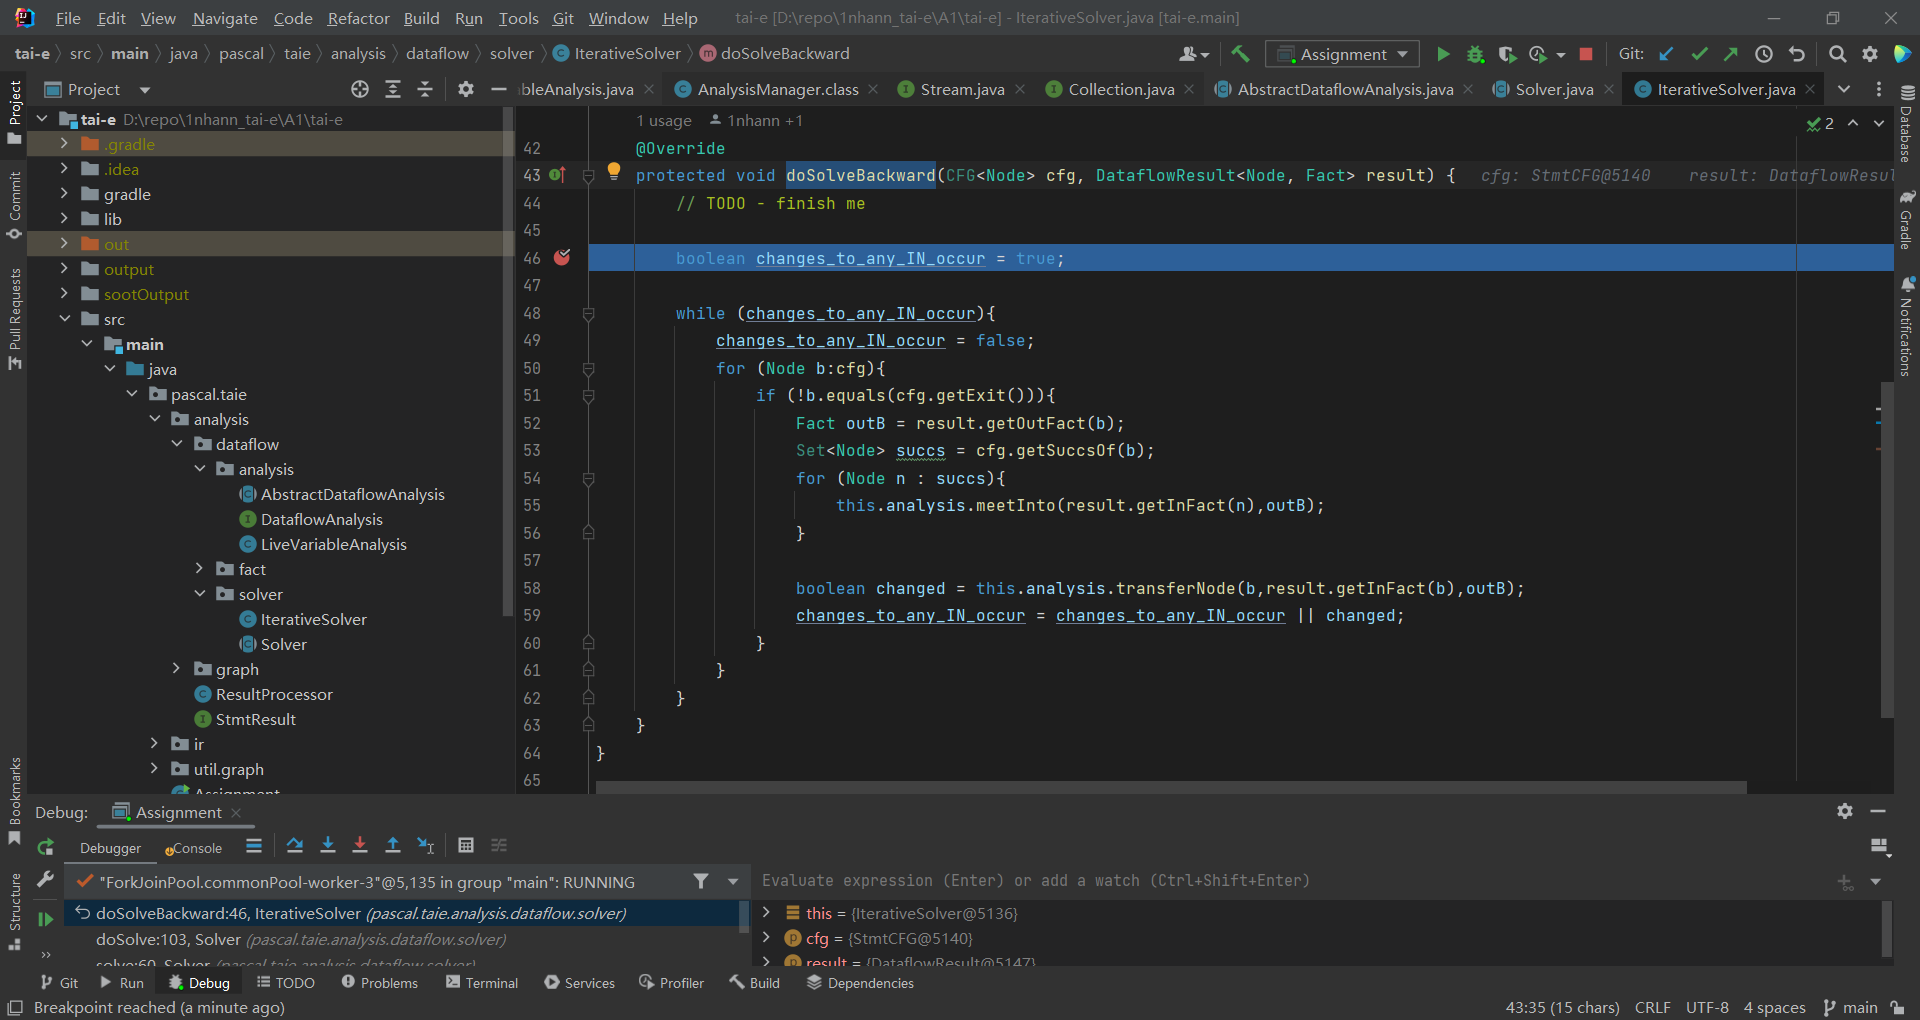 File Edit View Navigate Code Refactor Build Run Tools Git Window Help tai-e [D:\repo\1nhann_tai-e\A1\tai-e] - IterativeSolver.java [tai-e.main]
tai-e src main java pascal taie analysis dataflow solver IterativeSolver doSolveBackward Assignment Git:
Project bleAnalysis.java AnalysisManager.class Stream.java Collection.java AbstractDataflowAnalysis.java Solver.java IterativeSolver.java
Project
Commit
Pull Requests
Bookmarks
Structure
tai-e D:\repo\1nhann_tai-e\A1\tai-e
.gradle
.idea
gradle
lib
out
output
sootOutput
src
main
java
pascal.taie
analysis
dataflow
analysis
AbstractDataflowAnalysis
DataflowAnalysis
LiveVariableAnalysis
fact
solver
IterativeSolver
Solver
graph
ResultProcessor
StmtResult
ir
util.graph
Assignment
1 usage 1nhann +1
2
42 @Override
43 protected void doSolveBackward(CFG<Node> cfg, DataflowResult<Node, Fact> result) { cfg: StmtCFG@5140 result: DataflowResul
44 // TODO - finish me
45
46 boolean changes_to_any_IN_occur = true;
47
48 while (changes_to_any_IN_occur){
49 changes_to_any_IN_occur = false;
50 for (Node b:cfg){
51 if (!b.equals(cfg.getExit())){
52 Fact outB = result.getOutFact(b);
53 Set<Node> succs = cfg.getSuccsOf(b);
54 for (Node n : succs){
55 this.analysis.meetInto(result.getInFact(n),outB);
56 }
57
58 boolean changed = this.analysis.transferNode(b,result.getInFact(b),outB);
59 changes_to_any_IN_occur = changes_to_any_IN_occur || changed;
60 }
61 }
62 }
63 }
64 }
65
Database
Gradle
Notifications
Debug: Assignment
Debugger Console
"ForkJoinPool.commonPool-worker-3"@5,135 in group "main": RUNNING
doSolveBackward:46, IterativeSolver (pascal.taie.analysis.dataflow.solver)
doSolve:103, Solver (pascal.taie.analysis.dataflow.solver)
solve:60, Solver (pascal.taie.analysis.dataflow.solver)
Evaluate expression (Enter) or add a watch (Ctrl+Shift+Enter)
this = {IterativeSolver@5136}
cfg = {StmtCFG@5140}
result = {DataflowResult@5147}
Git Run Debug TODO Problems Terminal Services Profiler Build Dependencies
Breakpoint reached (a minute ago) 43:35 (15 chars) CRLF UTF-8 4 spaces main